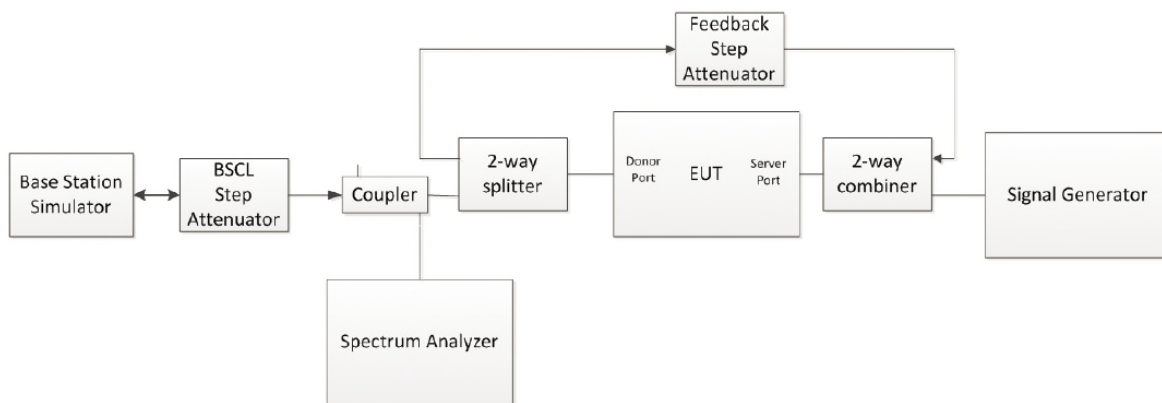 Feedback
Step
Attenuator
Base Station
Simulator
BSCL
Step
Attenuator
Coupler
2-way
splitter
Donor
Port
EUT
Server
Port
2-way
combiner
Signal Generator
Spectrum Analyzer